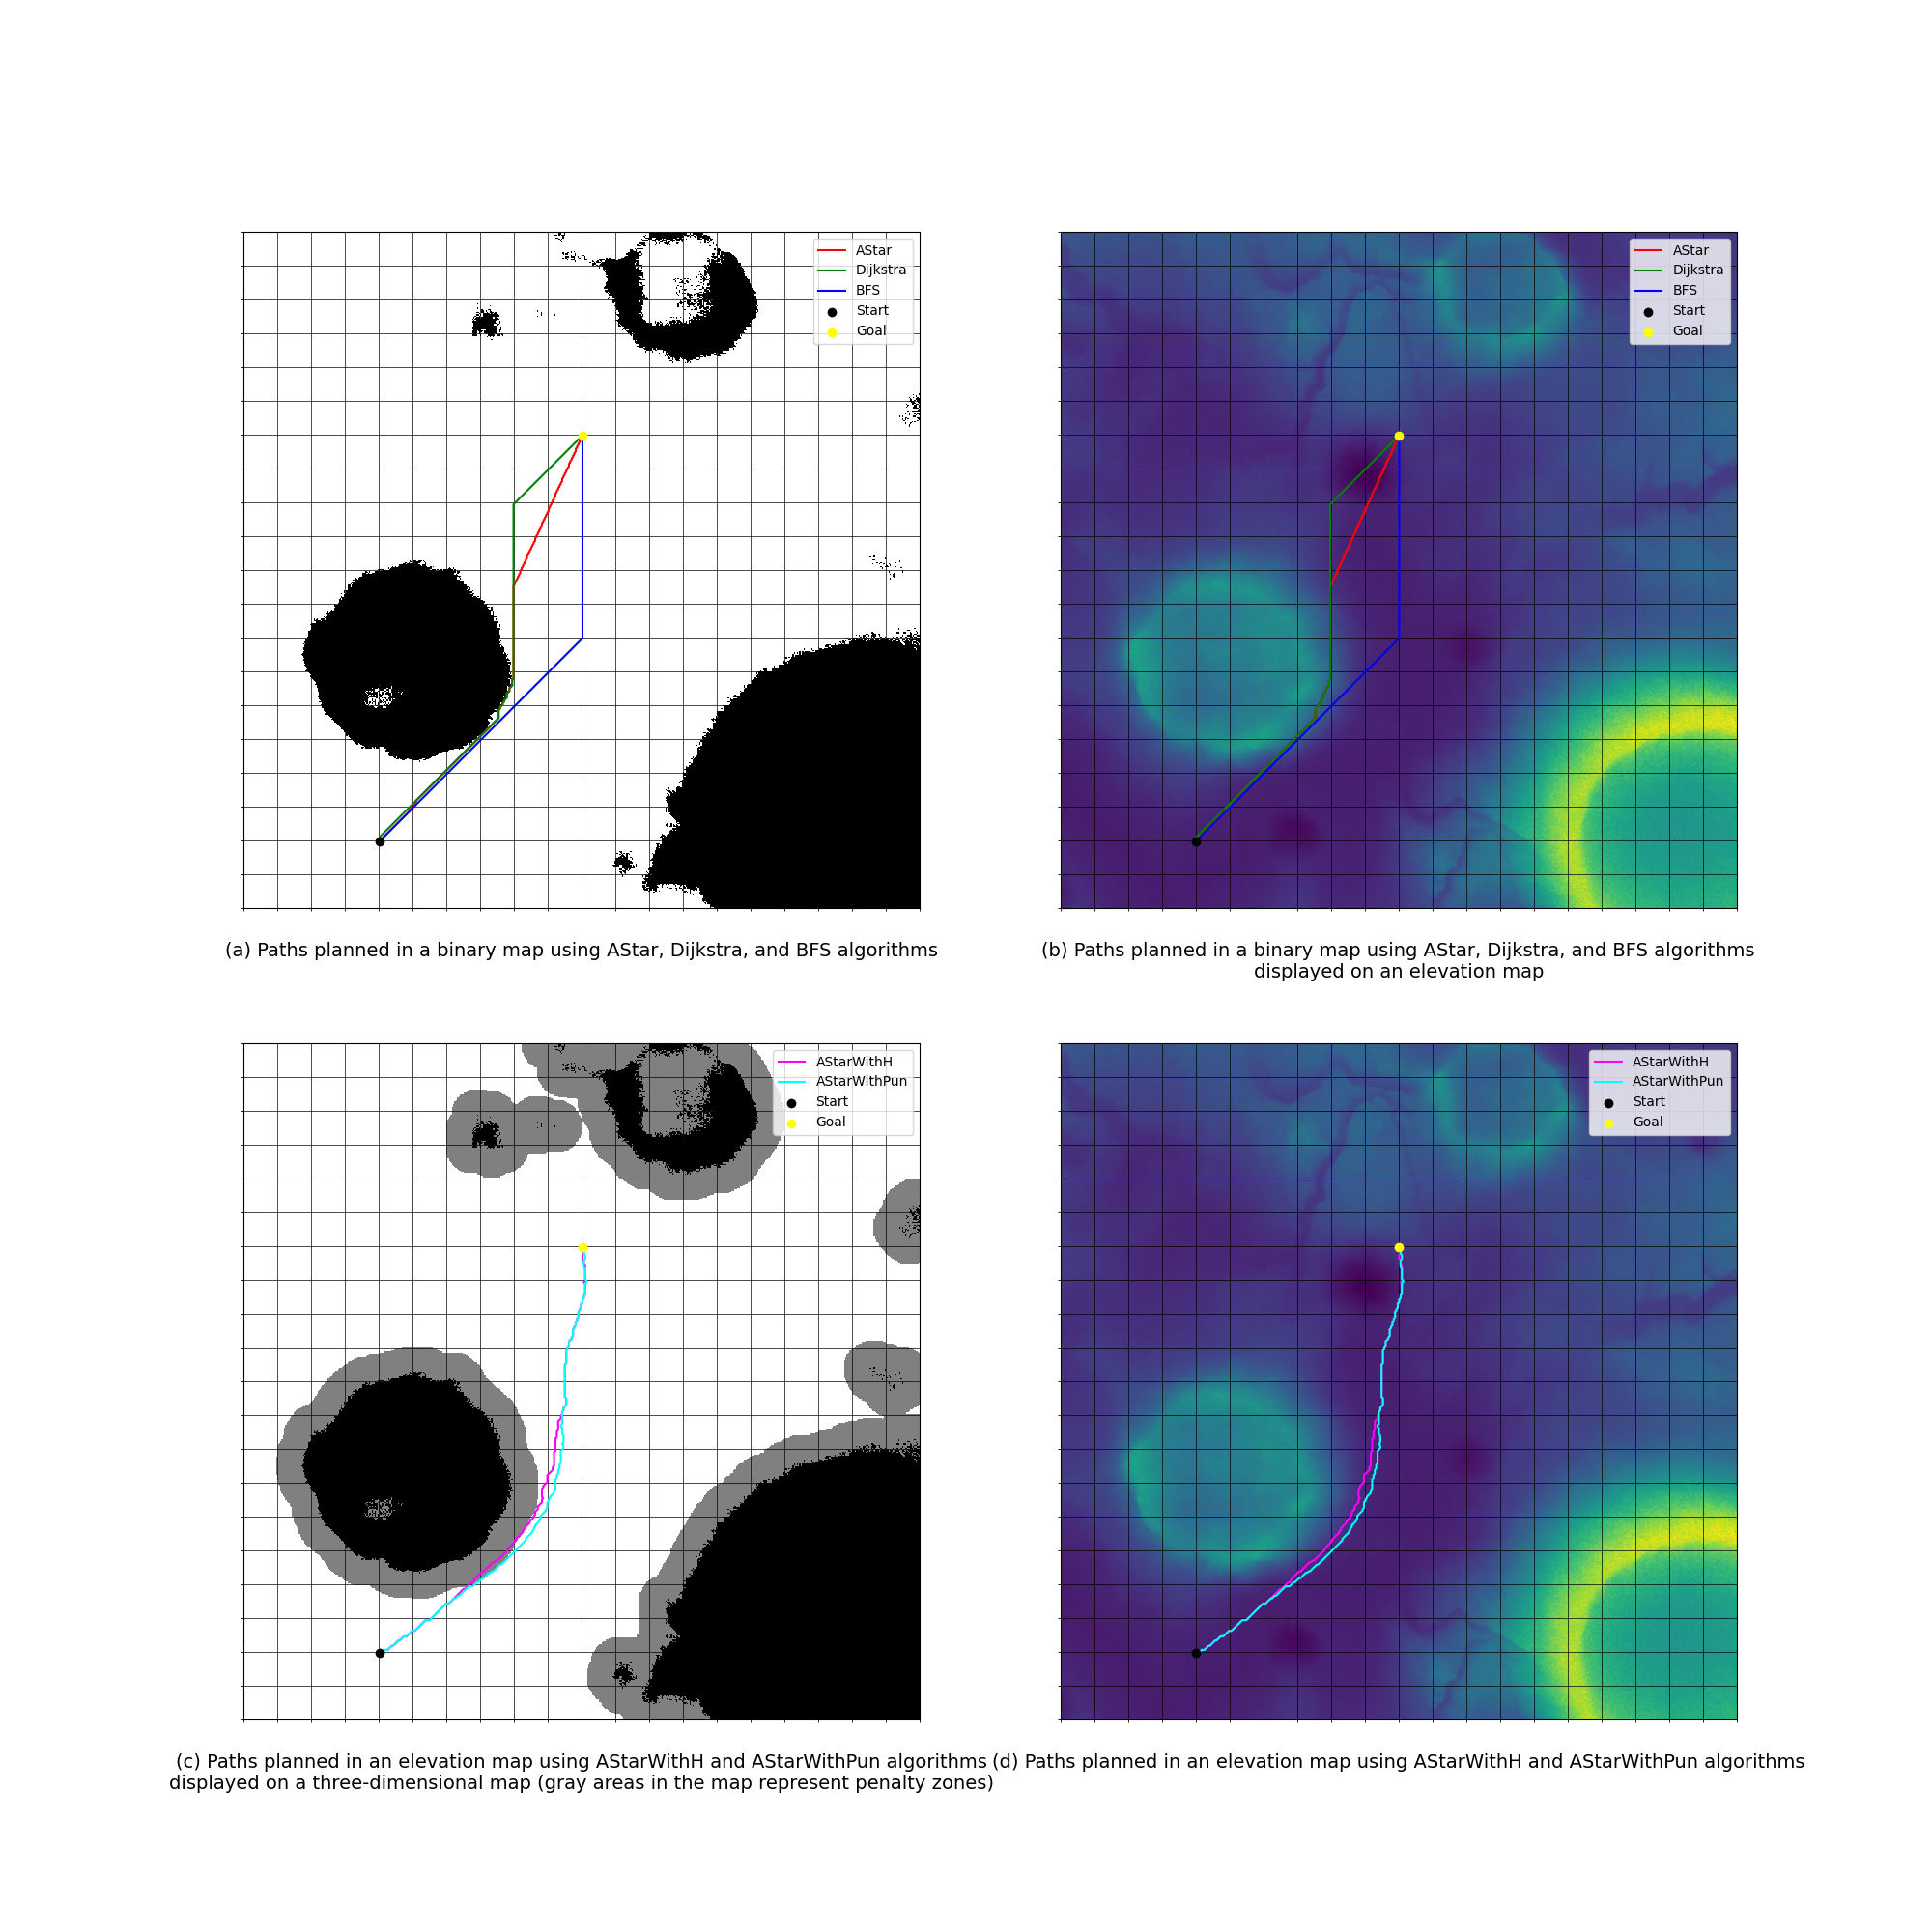 AStar
Dijkstra
BFS
Start
Goal
AStar
Dijkstra
BFS
Start
Goal
(a) Paths planned in a binary map using AStar, Dijkstra, and BFS algorithms
(b) Paths planned in a binary map using AStar, Dijkstra, and BFS algorithms
displayed on an elevation map
AStarWithH
AStarWithPun
Start
Goal
AStarWithH
AStarWithPun
Start
Goal
(c) Paths planned in an elevation map using AStarWithH and AStarWithPun algorithms
displayed on a three-dimensional map (gray areas in the map represent penalty zones)
(d) Paths planned in an elevation map using AStarWithH and AStarWithPun algorithms